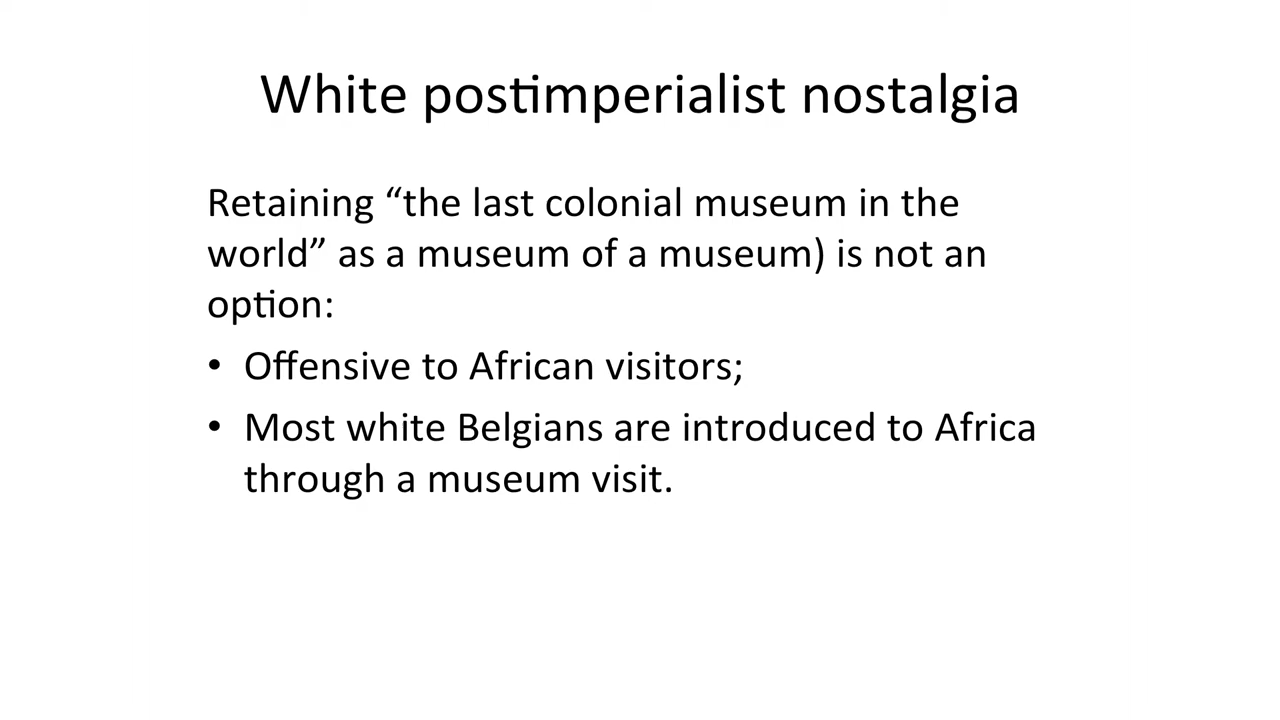 White postimperialist nostalgia
Retaining “the last colonial museum in the
world” as a museum of a museum) is not an
option:
• Offensive to African visitors;
• Most white Belgians are introduced to Africa
through a museum visit.